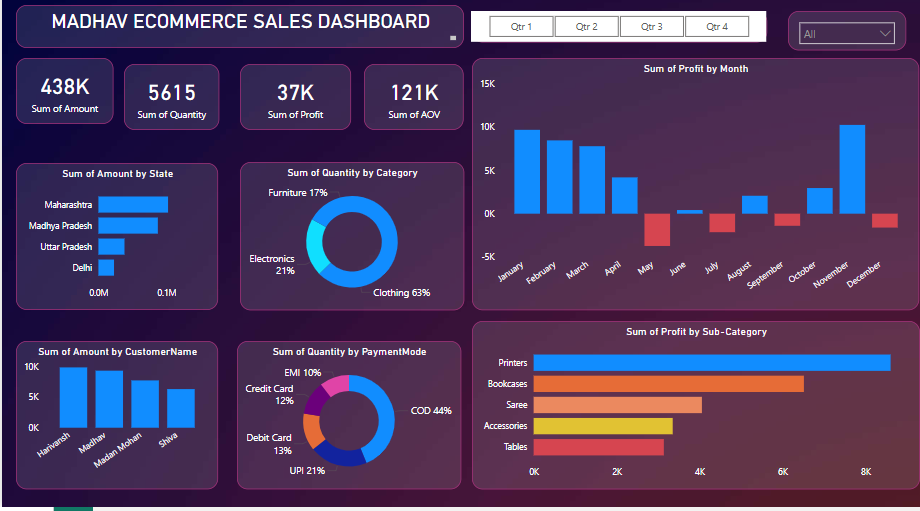 MADHAV ECOMMERCE SALES DASHBOARD
Qtr 1
Qtr 2
Qtr 3
Qtr 4
All
438K
Sum of Amount
5615
Sum of Quantity
37K
Sum of Profit
121K
Sum of AOV
Sum of Profit by Month
15K
10K
5K
0K
-5K
January
February
March
April
May
June
July
August
September
October
November
December
Sum of Amount by State
Maharashtra
Madhya Pradesh
Uttar Pradesh
Delhi
0.0M
0.1M
Sum of Quantity by Category
Furniture 17%
Electronics
21%
Clothing 63%
Sum of Amount by CustomerName
10K
5K
0K
Harivansh
Madhav
Madan Mohan
Shiva
Sum of Quantity by PaymentMode
EMI 10%
Credit Card
12%
COD 44%
Debit Card
13%
UPI 21%
Sum of Profit by Sub-Category
Printers
Bookcases
Saree
Accessories
Tables
0K
2K
4K
6K
8K